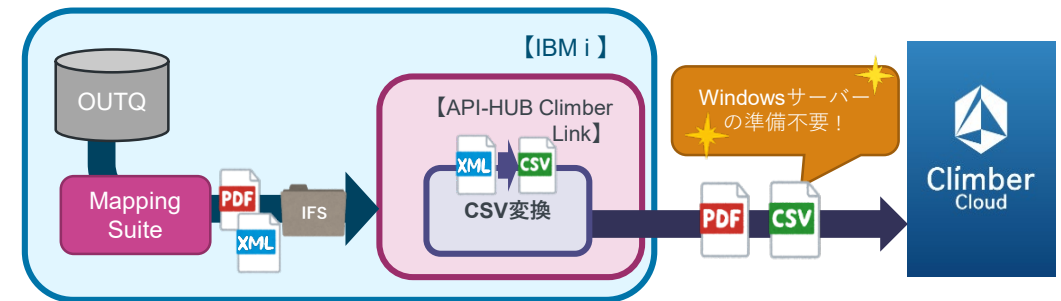 【IBM i 】
OUTQ
Mapping
Suite
PDF
XML
IFS
【API-HUB Climber
Link】
XML
CSV
CSV変換
Windowsサーバー
の準備不要！
PDF
CSV
Climber
Cloud